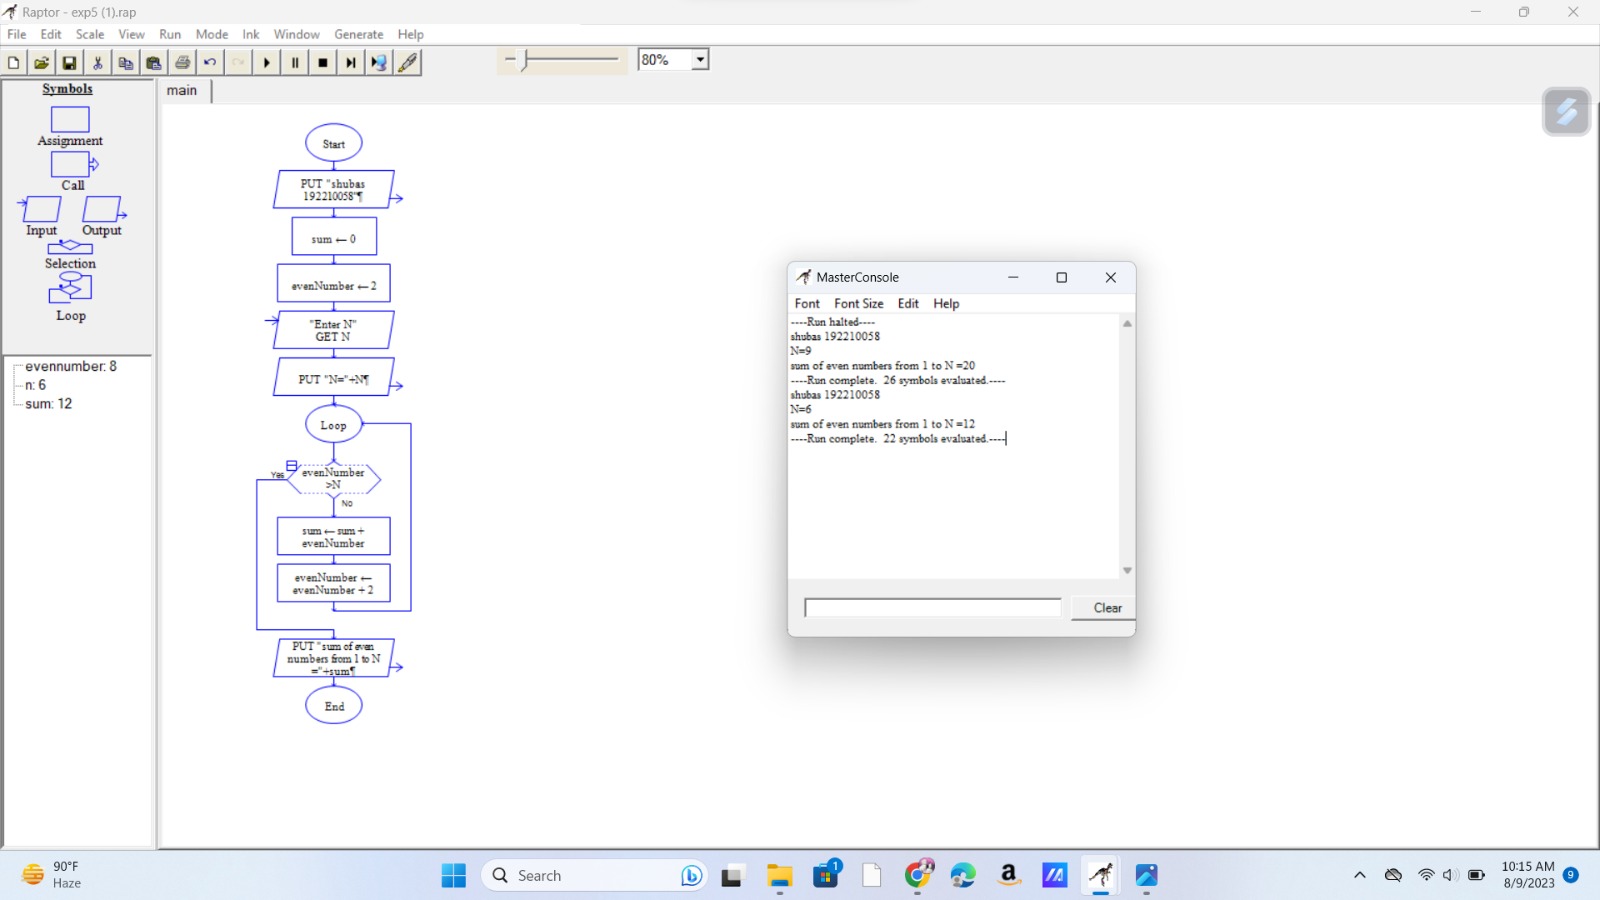 Raptor - exp5 (1).rap
File Edit Scale View Run Mode Ink Window Generate Help
80%
Symbols
Assignment
Call
Input Output
Selection
Loop
evennumber: 8
n: 6
sum: 12
main
Start
PUT "shubas
192210058"¶
sum ← 0
evenNumber ← 2
"Enter N"
GET N
PUT "N="+N¶
Loop
Yes
evenNumber
>N
No
sum ← sum +
evenNumber
evenNumber ←
evenNumber + 2
PUT "sum of even
numbers from 1 to N
="+sum¶
End
MasterConsole
Font Font Size Edit Help
----Run halted----
shubas 192210058
N=9
sum of even numbers from 1 to N =20
----Run complete.  26 symbols evaluated.----
shubas 192210058
N=6
sum of even numbers from 1 to N =12
----Run complete.  22 symbols evaluated.----
Clear
90°F
Haze
Search
1
a
10:15 AM
8/9/2023
9